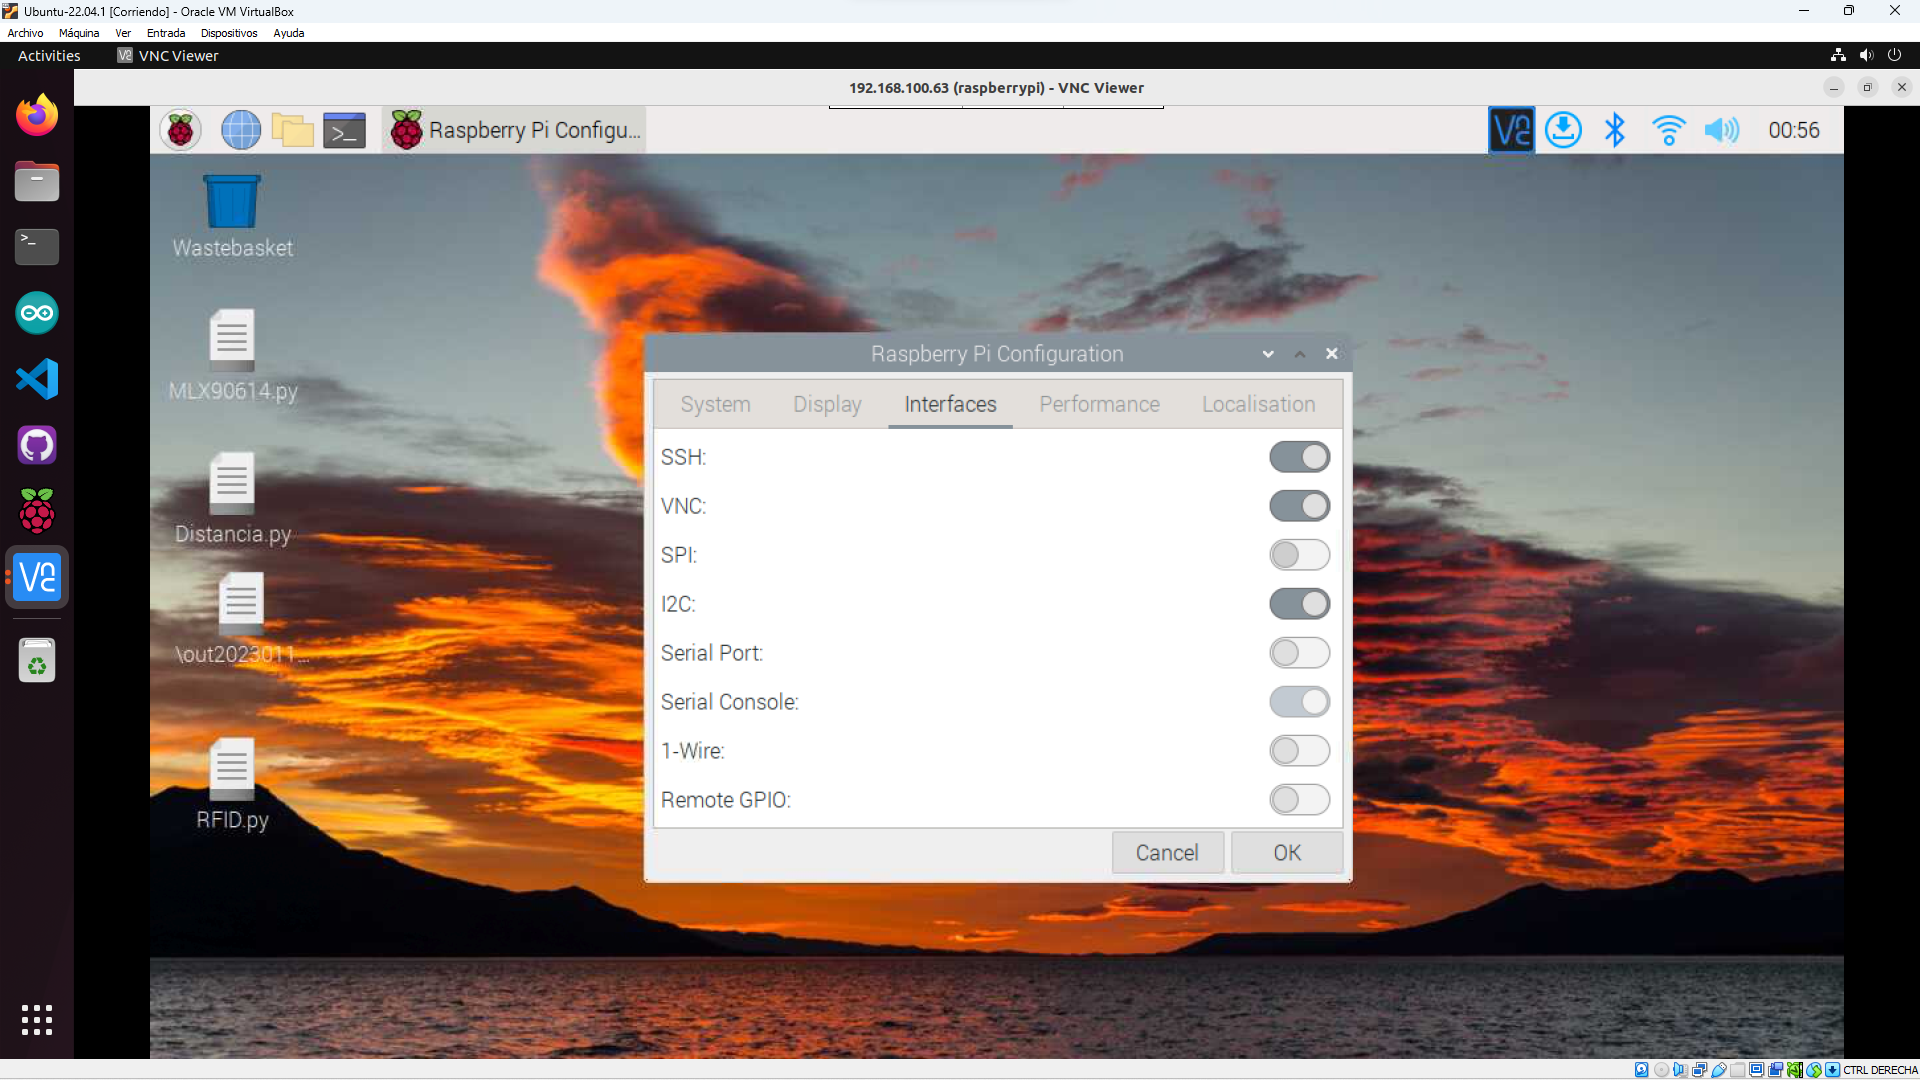 Ubuntu-22.04.1 [Corriendo] - Oracle VM VirtualBox
Archivo Máquina Ver Entrada Dispositivos Ayuda
Activities VNC Viewer
192.168.100.63 (raspberrypi) - VNC Viewer
Raspberry Pi Configu... 00:56
Wastebasket
MLX90614.py
Distancia.py
\out2023011...
RFID.py
Raspberry Pi Configuration
System Display Interfaces Performance Localisation
SSH:
VNC:
SPI:
I2C:
Serial Port:
Serial Console:
1-Wire:
Remote GPIO:
Cancel OK
CTRL DERECHA